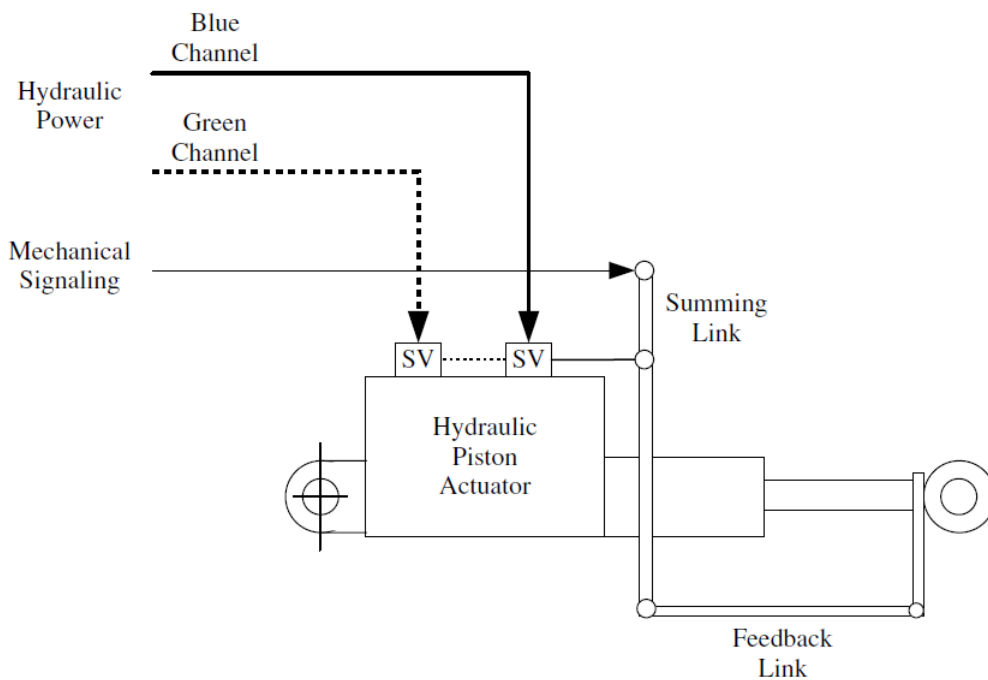 Blue
Channel
Hydraulic
Power
Green
Channel
Mechanical
Signaling
Summing
Link
SV
SV
Hydraulic
Piston
Actuator
Feedback
Link